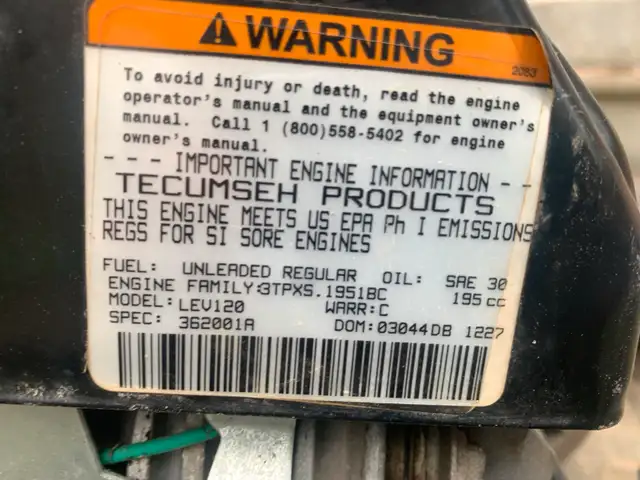 ⚠ WARNING
2083
To avoid injury or death, read the engine
operator's manual and the equipment owner's
manual. Call 1 (800)558-5402 for engine
owner's manual.
- - - IMPORTANT ENGINE INFORMATION - -
TECUMSEH PRODUCTS
THIS ENGINE MEETS US EPA Ph I EMISSIONS
REGS FOR SI SORE ENGINES
FUEL: UNLEADED REGULAR OIL: SAE 30
ENGINE FAMILY:3TPXS.1951BC 195 cc
MODEL: LEV120 WARR: C
SPEC: 362001A DOM: 03044DB 1227